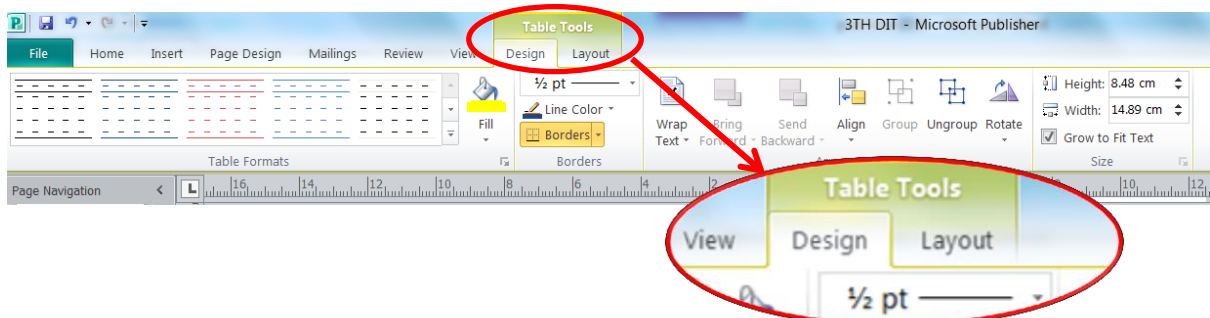 Table Tools
3TH DIT - Microsoft Publisher
File Home Insert Page Design Mailings Review View Design Layout
½ pt
Height: 8.48 cm
Line Color
Width: 14.89 cm
Fill
Borders
Wrap Text
Bring Forward
Send Backward
Align
Group
Ungroup
Rotate
Grow to Fit Text
Table Formats
Borders
Size
Page Navigation
L 16 14 12 10 8 6 4 2 10 12
Table Tools
View Design Layout
½ pt